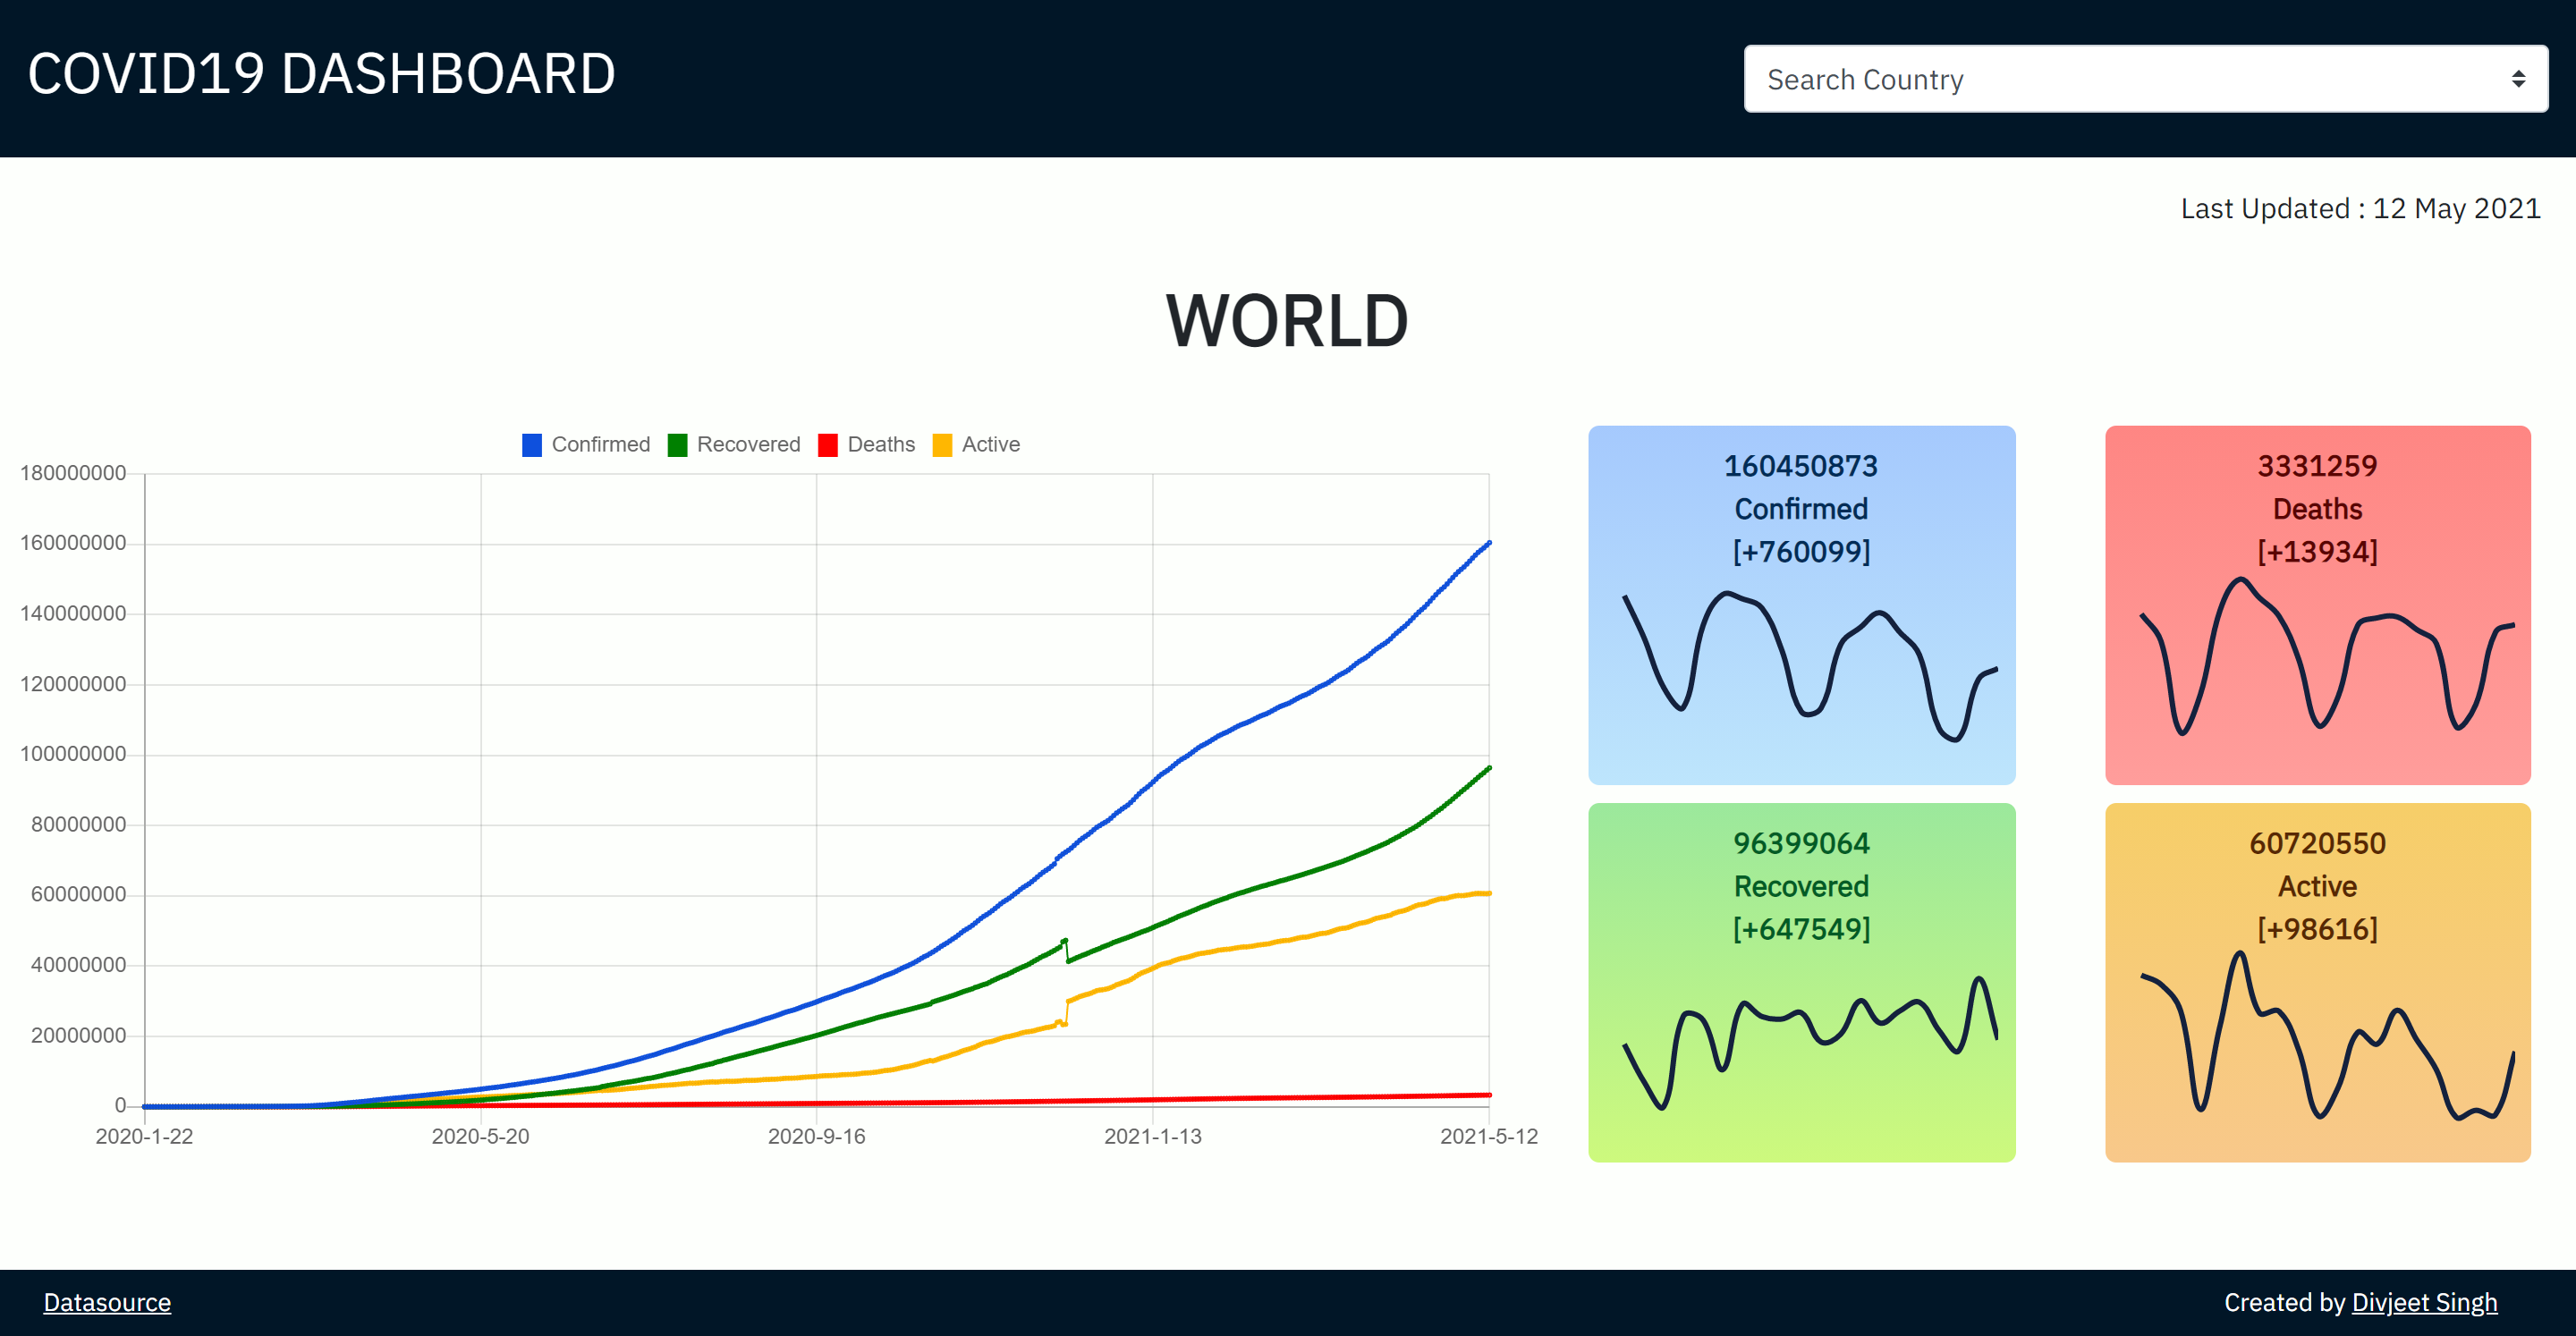 COVID19 DASHBOARD
Search Country
Last Updated : 12 May 2021
WORLD
Confirmed Recovered Deaths Active
180000000
160000000
140000000
120000000
100000000
80000000
60000000
40000000
20000000
0
2020-1-22 2020-5-20 2020-9-16 2021-1-13 2021-5-12
160450873
Confirmed
[+760099]
3331259
Deaths
[+13934]
96399064
Recovered
[+647549]
60720550
Active
[+98616]
Datasource
Created by Divjeet Singh